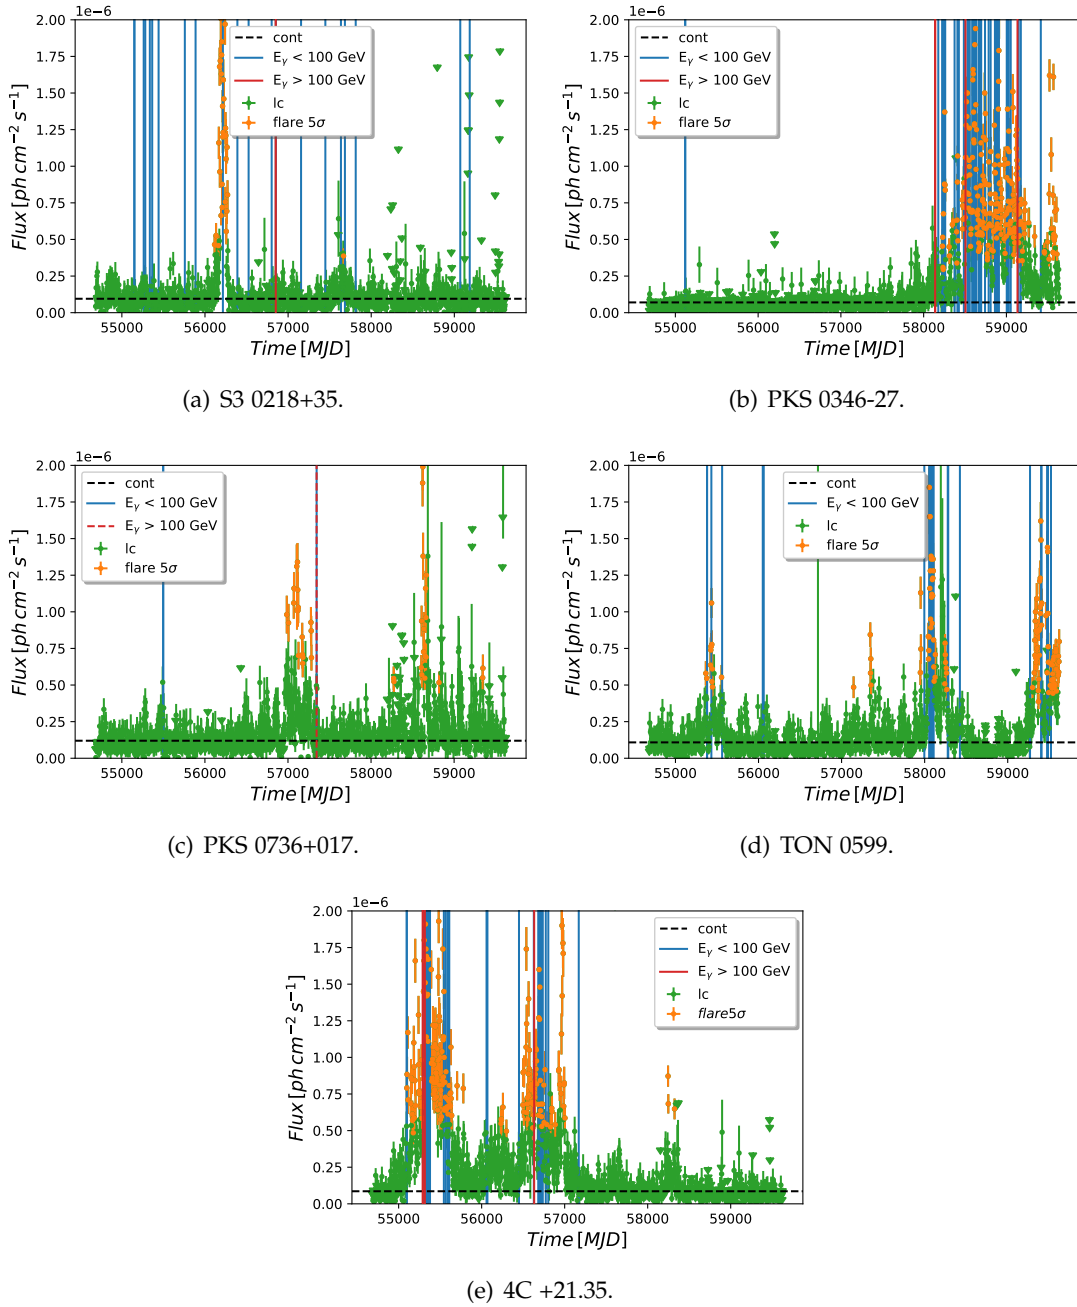 1e−6
2.00
1.75
1.50
1.25
1.00
0.75
0.50
0.25
0.00
Flux [ph cm⁻² s⁻¹]
cont
Eγ < 100 GeV
Eγ > 100 GeV
lc
flare 5σ
55000 56000 57000 58000 59000
Time [MJD]
(a) S3 0218+35.
1e−6
2.00
1.75
1.50
1.25
1.00
0.75
0.50
0.25
0.00
Flux [ph cm⁻² s⁻¹]
cont
Eγ < 100 GeV
Eγ > 100 GeV
lc
flare 5σ
55000 56000 57000 58000 59000
Time [MJD]
(b) PKS 0346-27.
1e−6
2.00
1.75
1.50
1.25
1.00
0.75
0.50
0.25
0.00
Flux [ph cm⁻² s⁻¹]
cont
Eγ < 100 GeV
Eγ > 100 GeV
lc
flare 5σ
55000 56000 57000 58000 59000
Time [MJD]
(c) PKS 0736+017.
1e−6
2.00
1.75
1.50
1.25
1.00
0.75
0.50
0.25
0.00
Flux [ph cm⁻² s⁻¹]
cont
Eγ < 100 GeV
lc
flare 5σ
55000 56000 57000 58000 59000
Time [MJD]
(d) TON 0599.
1e−6
2.00
1.75
1.50
1.25
1.00
0.75
0.50
0.25
0.00
Flux [ph cm⁻² s⁻¹]
cont
Eγ < 100 GeV
Eγ > 100 GeV
lc
flare5σ
55000 56000 57000 58000 59000
Time [MJD]
(e) 4C +21.35.